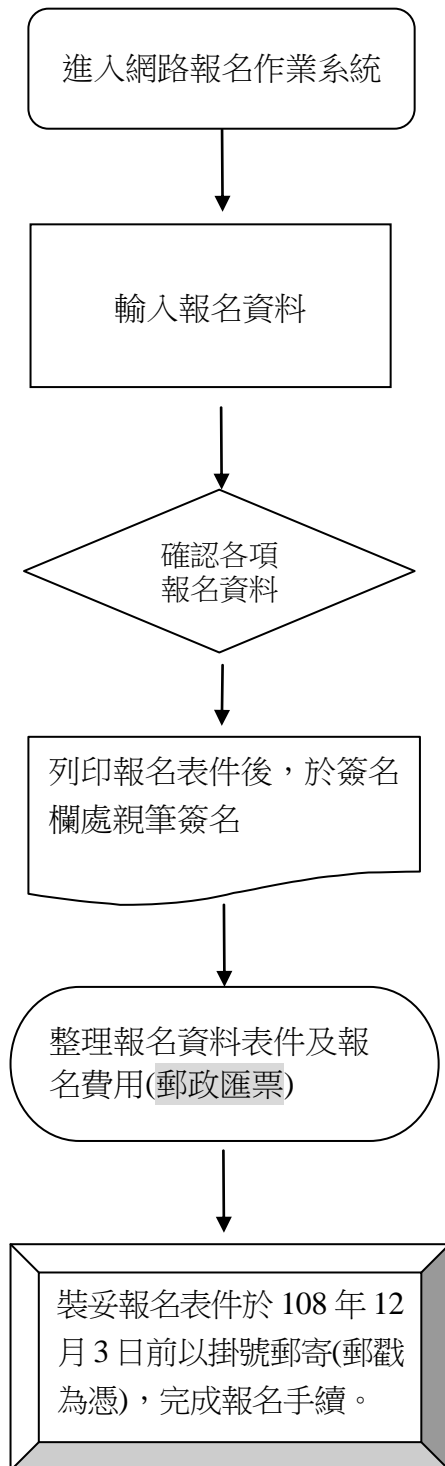 進入網路報名作業系統
輸入報名資料
確認各項
報名資料
列印報名表件後，於簽名
欄處親筆簽名
整理報名資料表件及報
名費用(郵政匯票)
裝妥報名表件於 108 年 12
月 3 日前以掛號郵寄(郵戳
為憑)，完成報名手續。